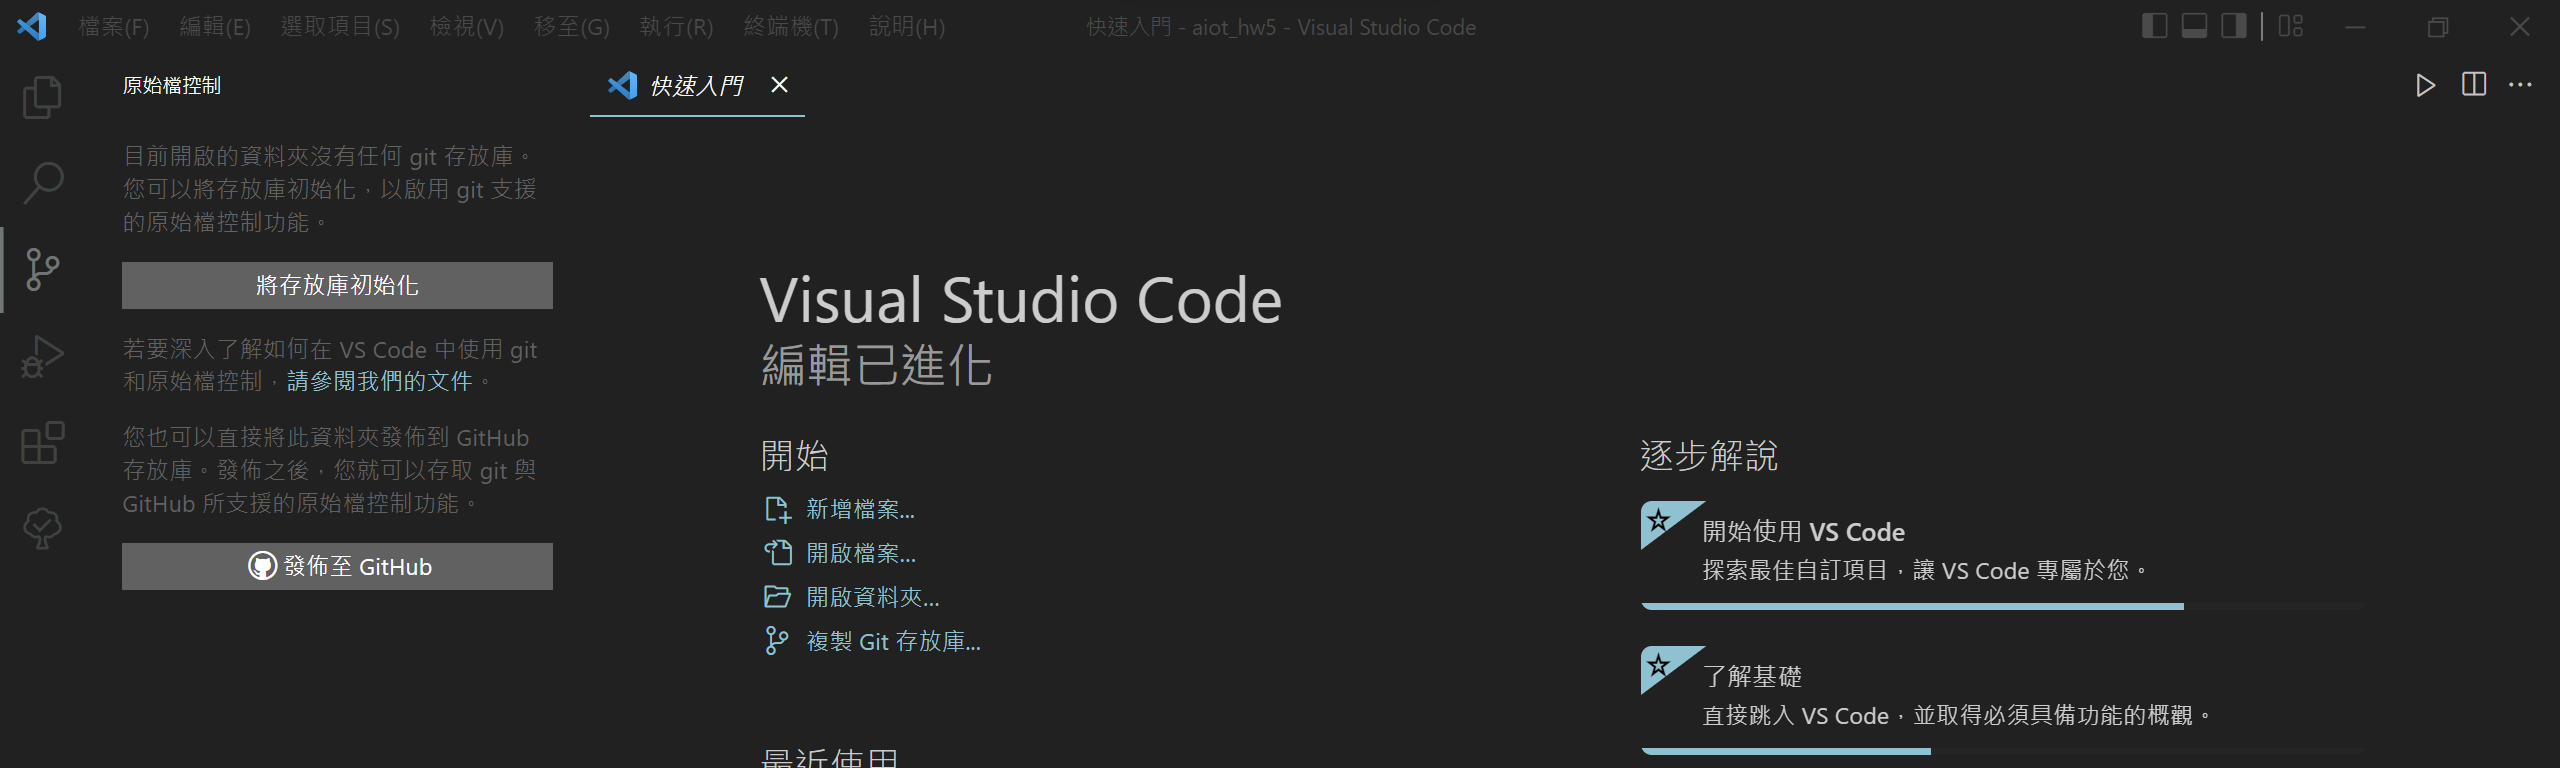 檔案(F) 編輯(E) 選取項目(S) 檢視(V) 移至(G) 執行(R) 終端機(T) 說明(H)
快速入門 - aiot_hw5 - Visual Studio Code
原始檔控制
快速入門
目前開啟的資料夾沒有任何 git 存放庫。
您可以將存放庫初始化，以啟用 git 支援
的原始檔控制功能。
將存放庫初始化
若要深入了解如何在 VS Code 中使用 git
和原始檔控制，請參閱我們的文件。
您也可以直接將此資料夾發佈到 GitHub
存放庫。發佈之後，您就可以存取 git 與
GitHub 所支援的原始檔控制功能。
發佈至 GitHub
Visual Studio Code
編輯已進化
開始
新增檔案...
開啟檔案...
開啟資料夾...
複製 Git 存放庫...
最近使用
逐步解說
開始使用 VS Code
探索最佳自訂項目，讓 VS Code 專屬於您。
了解基礎
直接跳入 VS Code，並取得必須具備功能的概觀。